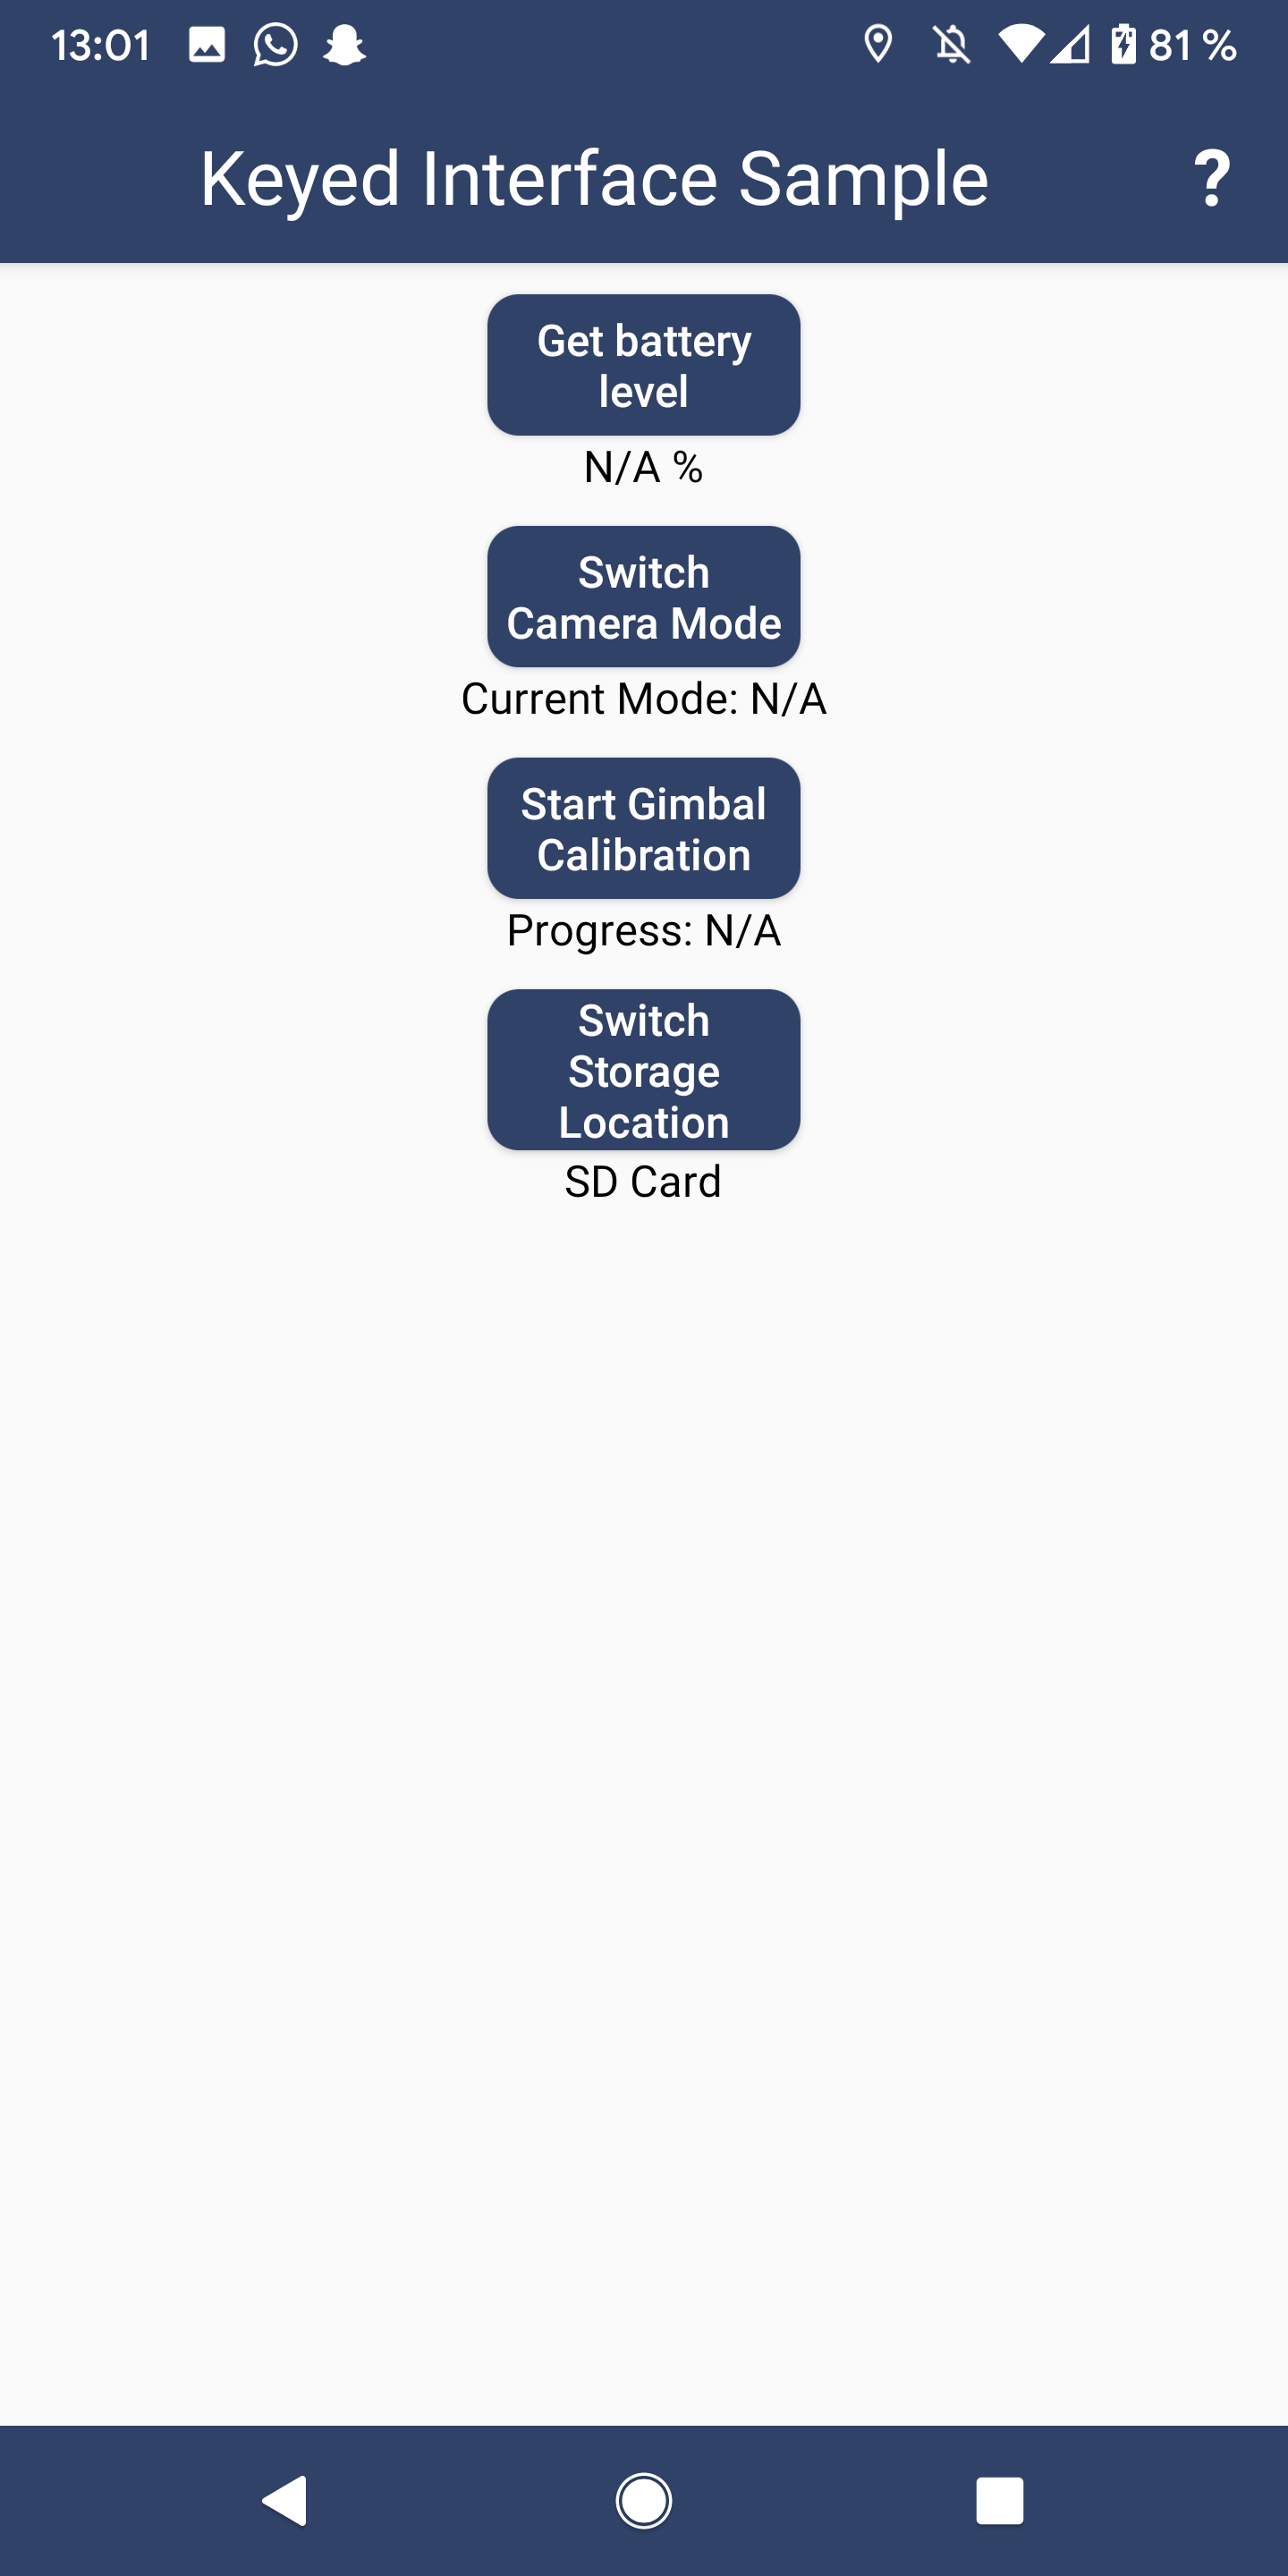 13:01
81 %
Keyed Interface Sample
?
Get battery
level
N/A %
Switch
Camera Mode
Current Mode: N/A
Start Gimbal
Calibration
Progress: N/A
Switch
Storage
Location
SD Card